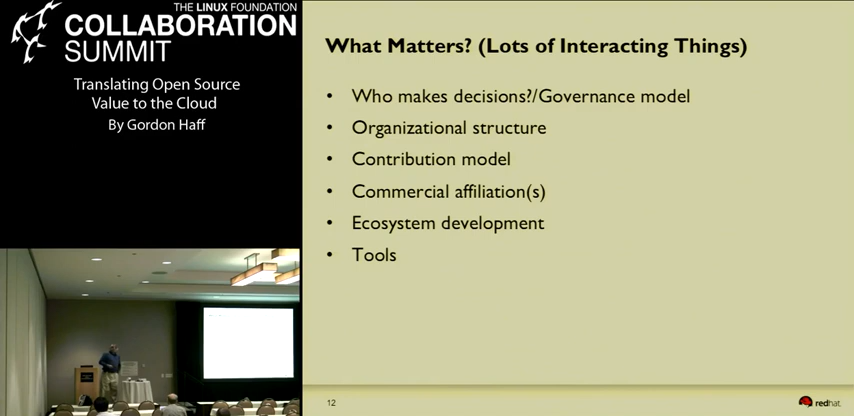 THE LINUX FOUNDATION
COLLABORATION
SUMMIT
Translating Open Source
Value to the Cloud
By Gordon Haff
What Matters? (Lots of Interacting Things)
• Who makes decisions?/Governance model
• Organizational structure
• Contribution model
• Commercial affiliation(s)
• Ecosystem development
• Tools
12
redhat.